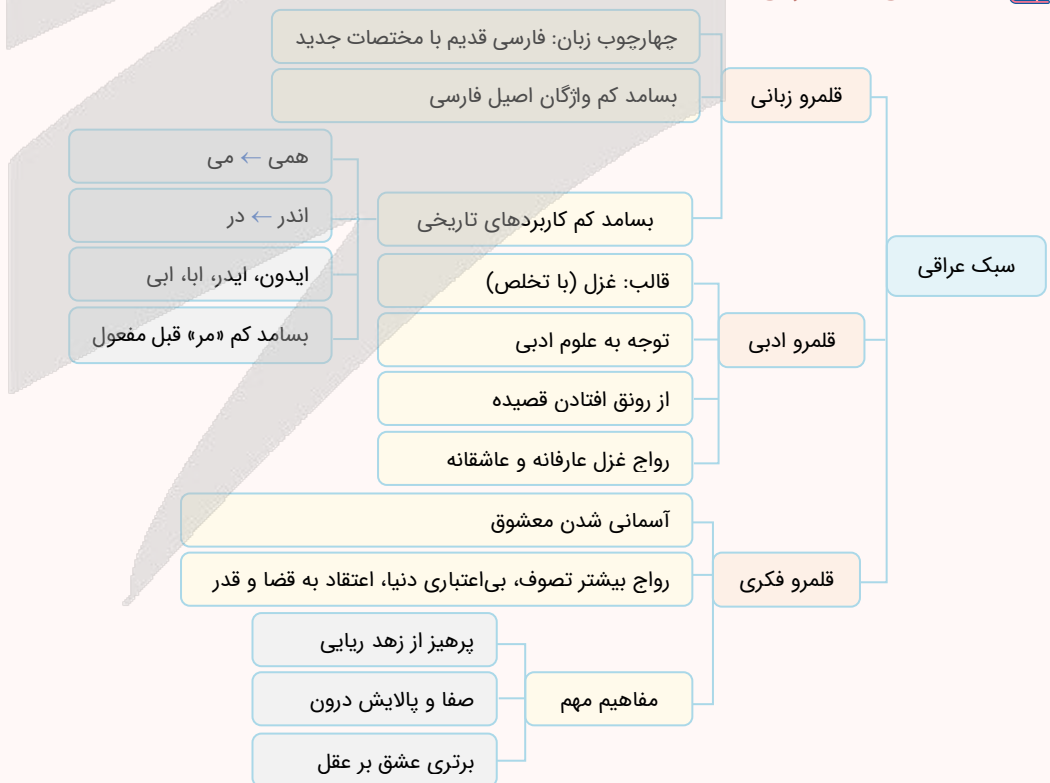 سبک عراقی
قلمرو زبانی
چهارچوب زبان: فارسی قدیم با مختصات جدید
بسامد کم واژگان اصیل فارسی
بسامد کم کاربردهای تاریخی
همی ← می
اندر ← در
ایدون، ایدر، ابا، ابی
بسامد کم «مر» قبل مفعول
قلمرو ادبی
قالب: غزل (با تخلص)
توجه به علوم ادبی
از رونق افتادن قصیده
رواج غزل عارفانه و عاشقانه
قلمرو فکری
آسمانی شدن معشوق
رواج بیشتر تصوف، بی‌اعتباری دنیا، اعتقاد به قضا و قدر
مفاهیم مهم
پرهیز از زهد ریایی
صفا و پالایش درون
برتری عشق بر عقل